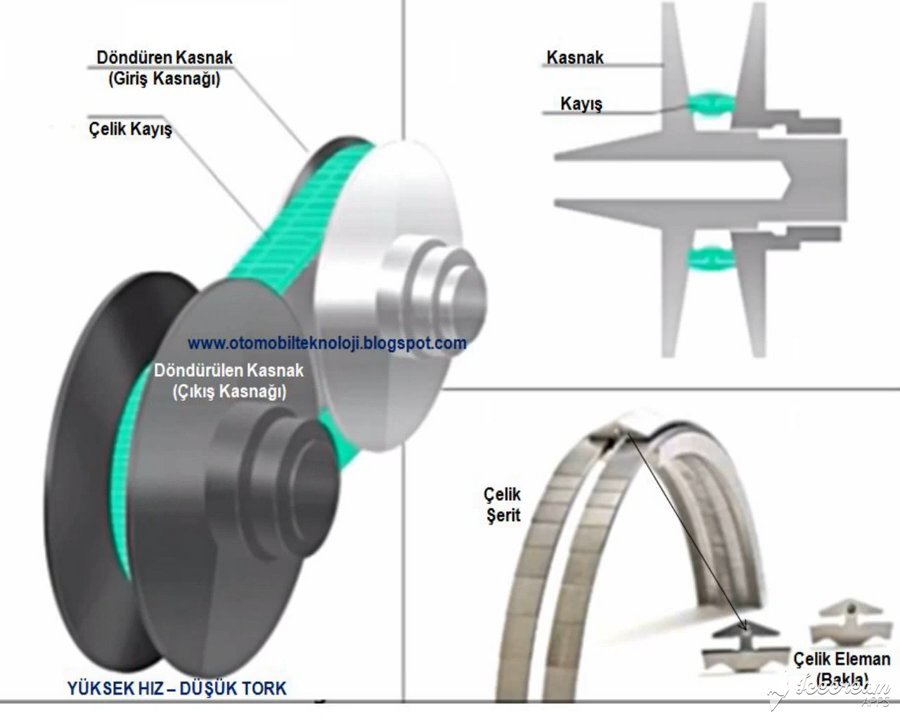 Döndüren Kasnak
(Giriş Kasnağı)
Çelik Kayış
www.otomobilteknoloji.blogspot.com
Döndürülen Kasnak
(Çıkış Kasnağı)
YÜKSEK HIZ – DÜŞÜK TORK
Kasnak
Kayış
Çelik
Şerit
Çelik Eleman
(Bakla)
APPS